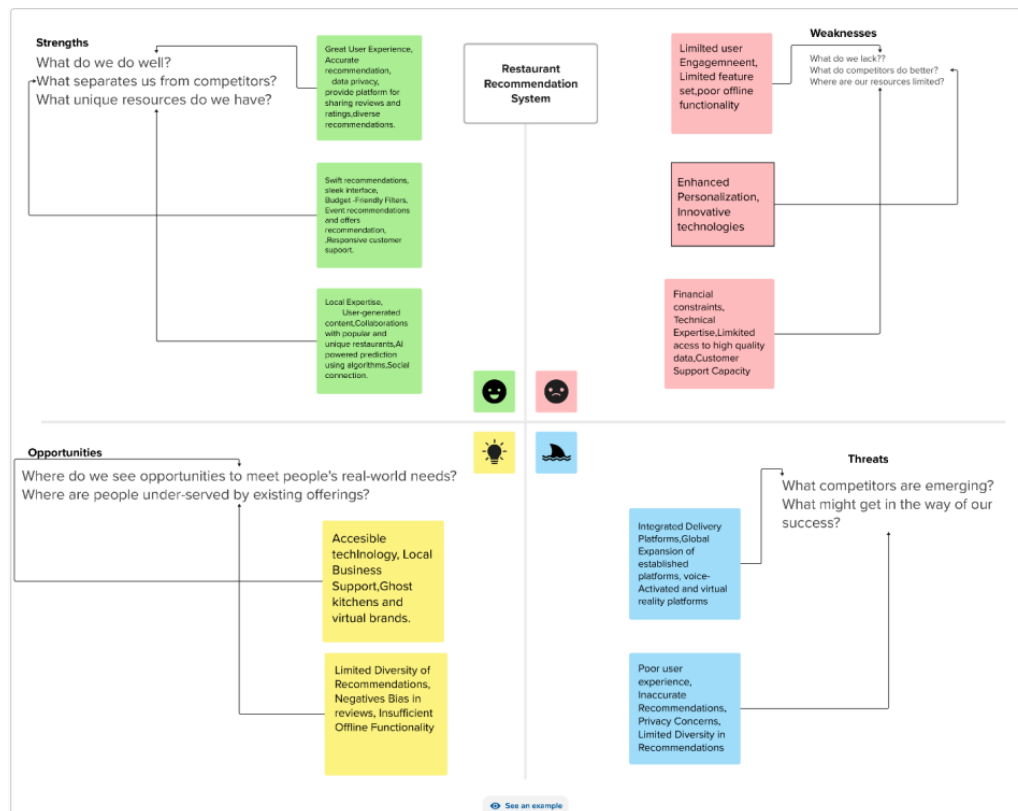 Strengths
What do we do well?
What separates us from competitors?
What unique resources do we have?
Great User Experience,
Accurate
recommendation,
data privacy,
provide platform for
sharing reviews and
ratings,diverse
recommendations.
Swift recommendations,
sleek interface,
Budget -Friendly Filters,
Event recommendations
and offers
recommendation,
,Responsive customer
supoort.
Local Expertise,
User-generated
content,Collaborations
with popular and
unique restaurants,AI
powered prediction
using algorithms,Social
connection.
Restaurant
Recommendation
System
Weaknesses
What do we lack??
What do competitors do better?
Where are our resources limited?
Limilted user
Engagemneent,
Limited feature
set,poor offline
functionality
Enhanced
Personalization,
Innovative
technologies
Financial
constraints,
Technical
Expertise,Limkited
acess to high quality
data,Customer
Support Capacity
Opportunities
Where do we see opportunities to meet people's real-world needs?
Where are people under-served by existing offerings?
Accesible
techInology, Local
Business
Support,Ghost
kitchens and
virtual brands.
Limited Diversity of
Recommendations,
Negatives Bias in
reviews, Insufficient
Offline Functionality
Threats
What competitors are emerging?
What might get in the way of our
success?
Integrated Delivery
Platforms,Global
Expansion of
established
platforms, voice-
Activated and virtual
reality platforms
Poor user
experience,
Inaccurate
Recommendations,
Privacy Concerns,
Limited Diversity in
Recommendations
See an example